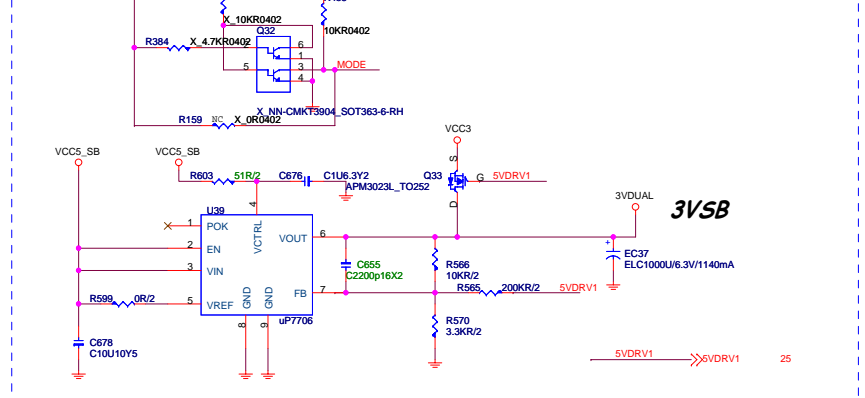 X_10KR0402
10KR0402
Q32
R384
X_4.7KR0402
2
6
1
5
3
MODE
4
X_NN-CMKT3904_SOT363-6-RH
R159
NC
X_0R0402
VCC3
VCC5_SB
VCC5_SB
S
R603
51R/2
C676
C1U6.3Y2
Q33
G
5VDRV1
APM3023L_TO252
3VDUAL
3VSB
D
4
U39
1
POK
VCTRL
VOUT
6
2
EN
+
EC37
ELC1000U/6.3V/1140mA
3
VIN
C655
C2200p16X2
R566
10KR/2
R565
200KR/2
5VDRV1
R599
0R/2
5
VREF
GND
GND
FB
7
uP7706
R570
3.3KR/2
8
9
C678
C10U10Y5
5VDRV1
5VDRV1
25